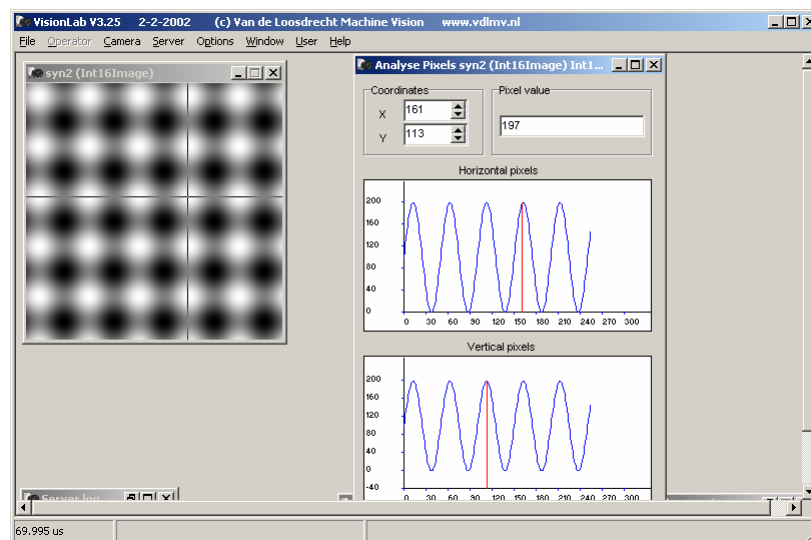 VisionLab V3.25 2-2-2002 (c) Van de Loosdrecht Machine Vision www.vdlmv.nl
File Operator Camera Server Options Window User Help
syn2 (Int16Image)
Analyse Pixels syn2 (Int16Image) Int1...
Coordinates
X 161
Y 113
Pixel value
197
Horizontal pixels
200
160
120
80
40
0
0 30 60 90 120 150 180 210 240 270 300
Vertical pixels
200
160
120
80
40
0
-40
0 30 60 90 120 150 180 210 240 270 300
Server log
69.995 us